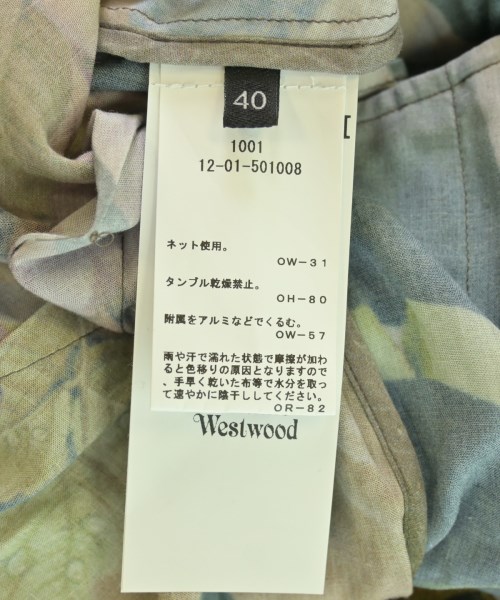 40
1001
12-01-501008
ネット使用。
OW-31
タンブル乾燥禁止。
OH-80
附属をアルミなどでくるむ。
OW-57
雨や汗で濡れた状態で摩擦が加わ
ると色移りの原因となりますので
、手早く乾いた布等で水分を取っ
て速やかに陰干ししてください。
OR-82
Westwood